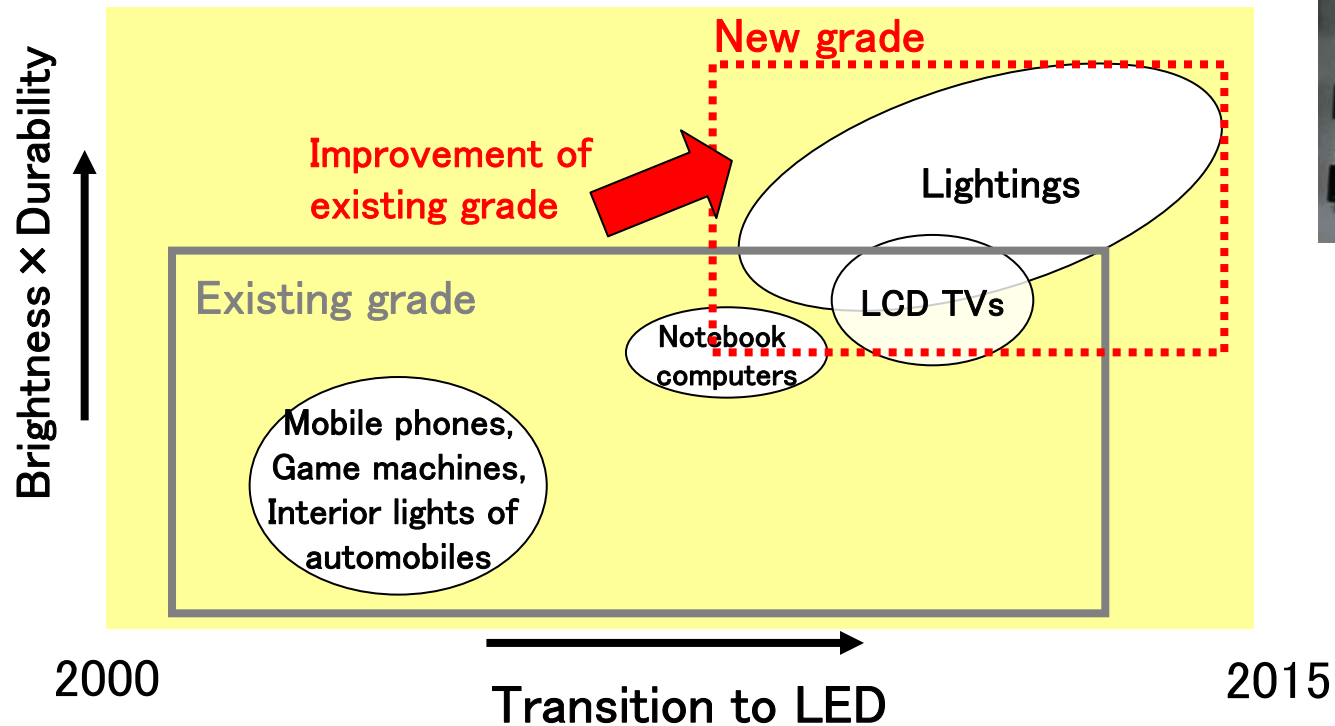 New grade
Improvement of
existing grade
Lightings
Existing grade
LCD TVs
Notebook
computers
Mobile phones,
Game machines,
Interior lights of
automobiles
Brightness × Durability
2000
2015
Transition to LED